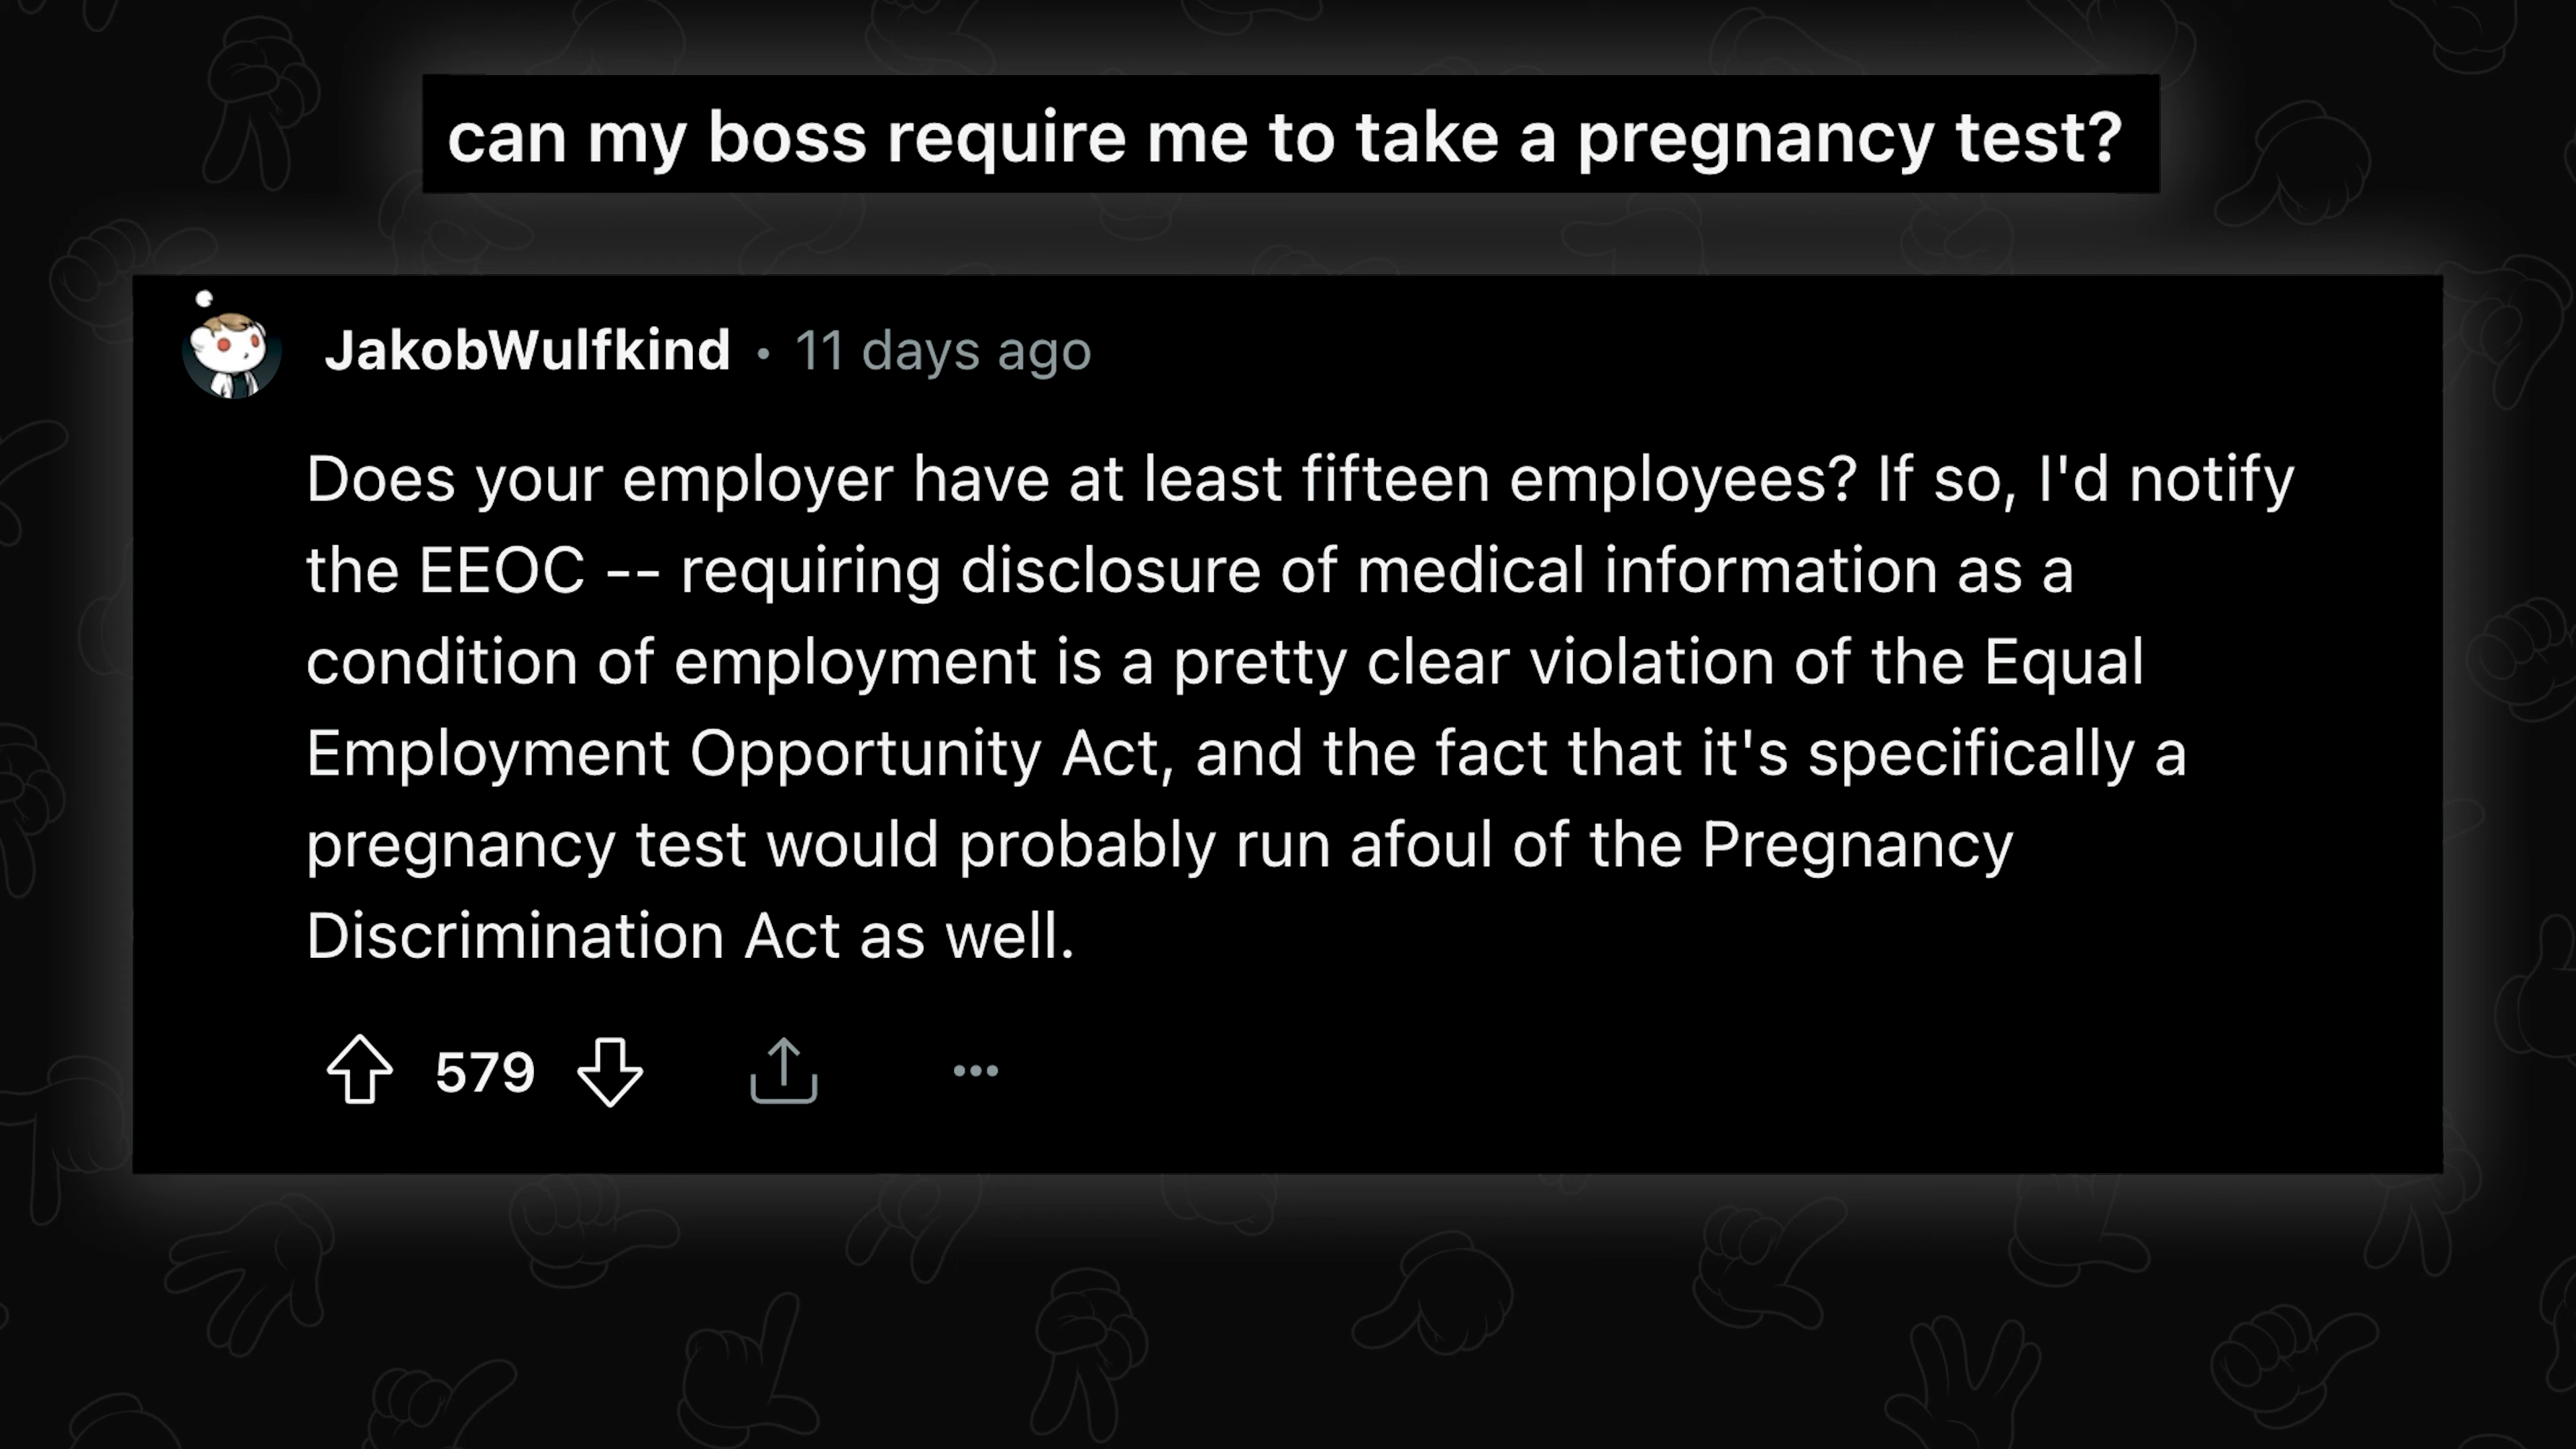 can my boss require me to take a pregnancy test?
JakobWulfkind • 11 days ago
Does your employer have at least fifteen employees? If so, I'd notify
the EEOC -- requiring disclosure of medical information as a
condition of employment is a pretty clear violation of the Equal
Employment Opportunity Act, and the fact that it's specifically a
pregnancy test would probably run afoul of the Pregnancy
Discrimination Act as well.
579